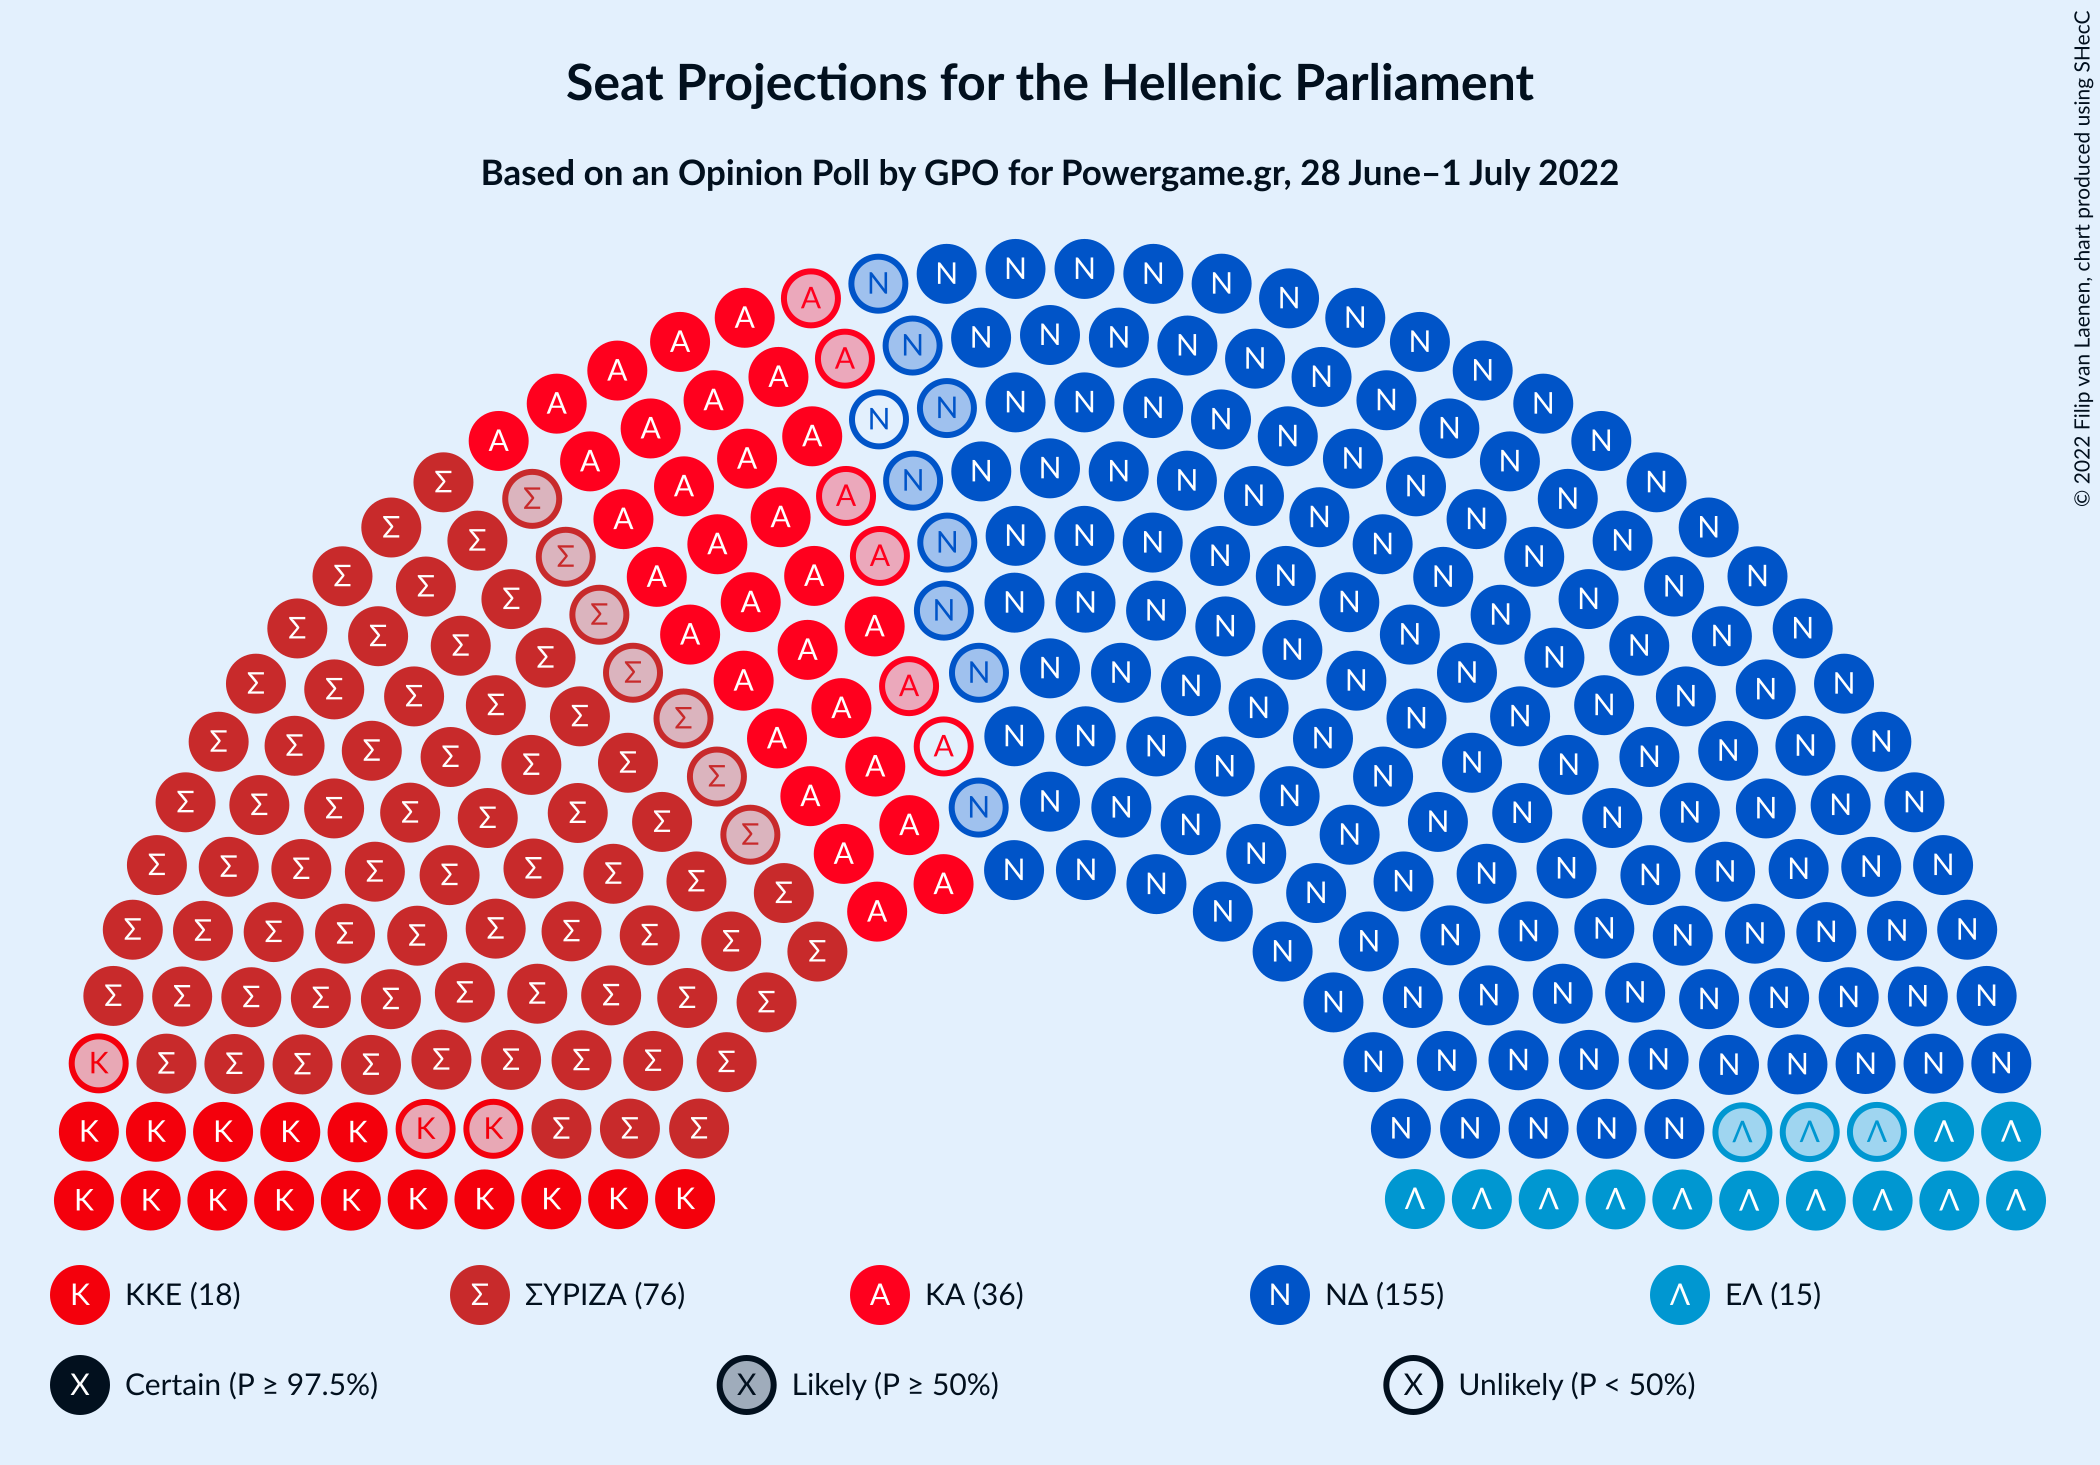 Seat Projections for the Hellenic Parliament
Based on an Opinion Poll by GPO for Powergame.gr, 28 June–1 July 2022
© 2022 Filip van Laenen, chart produced using SHecC
Κ ΚΚΕ (18) Σ ΣΥΡΙΖΑ (76) Α ΚΑ (36) Ν ΝΔ (155) Λ ΕΛ (15)
X Certain (P ≥ 97.5%) X Likely (P ≥ 50%) X Unlikely (P < 50%)